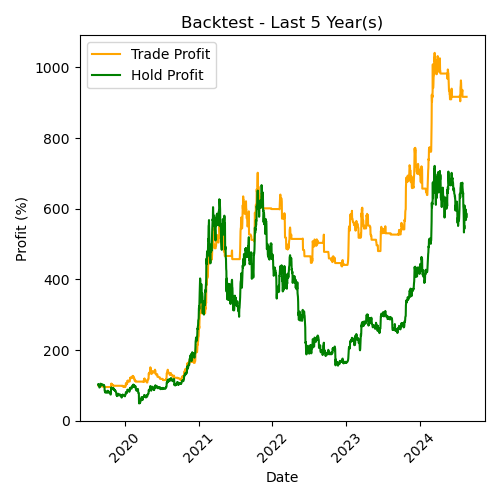 Backtest - Last 5 Year(s)
Trade Profit
Hold Profit
Profit (%)
1000
800
600
400
200
0
2020
2021
2022
2023
2024
Date